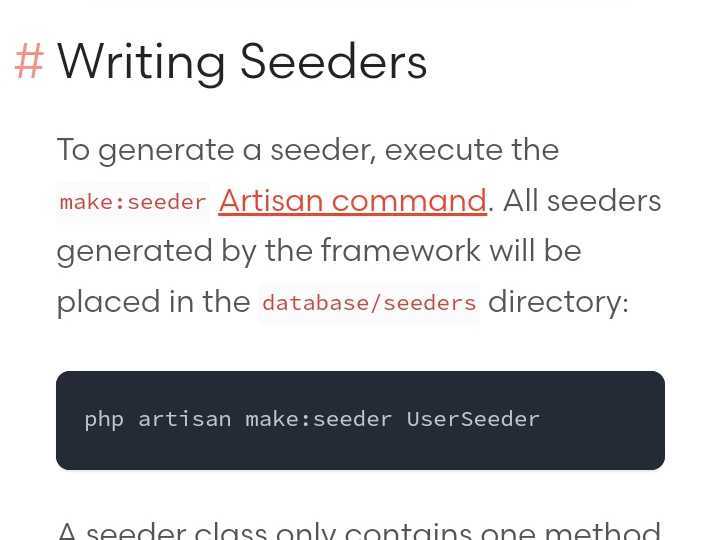 # Writing Seeders
To generate a seeder, execute the
make:seeder Artisan command. All seeders
generated by the framework will be
placed in the database/seeders directory:
php artisan make:seeder UserSeeder
A seeder class only contains one method